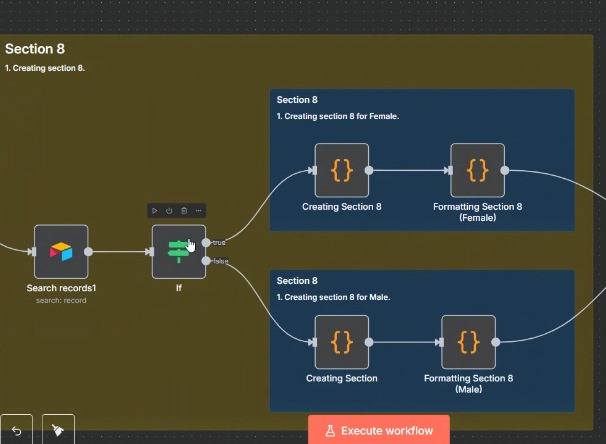 Section 8
1. Creating section 8.
Section 8
1. Creating section 8 for Female.
{}
{}
Creating Section 8
Formatting Section 8
(Female)
true
false
Search records1
search: record
If
Section 8
1. Creating section 8 for Male.
{}
{}
Creating Section
Formatting Section 8
(Male)
Execute workflow